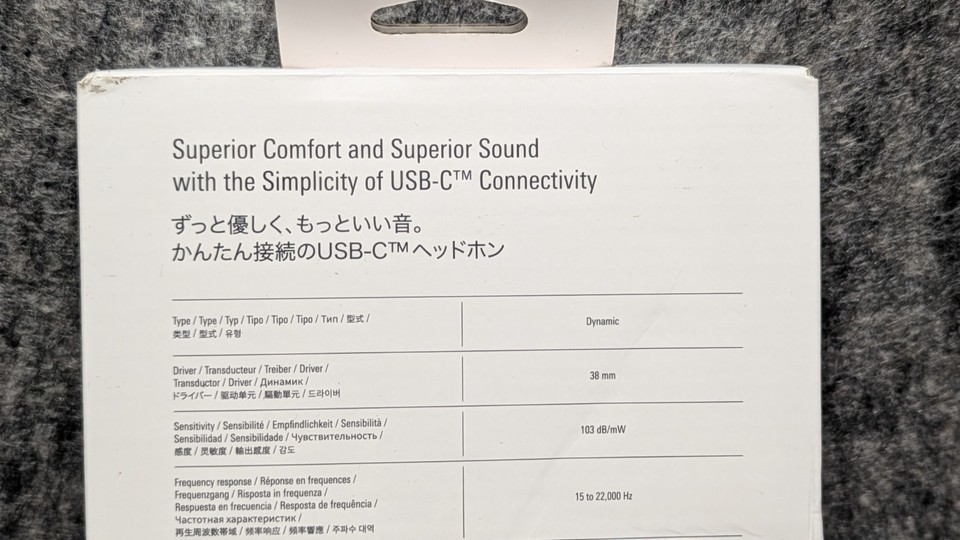 Superior Comfort and Superior Sound
with the Simplicity of USB-C™ Connectivity
ずっと優しく、もっといい音。
かんたん接続のUSB-C™ヘッドホン
Type / Type / Typ / Tipo / Tipo / Tipo / Тип / 型式 /
类型 / 型式 / 유형
Dynamic
Driver / Transducteur / Treiber / Driver /
Transductor / Driver / Динамик /
ドライバー / 驱动单元 / 驅動單元 / 드라이버
38 mm
Sensitivity / Sensibilité / Empfindlichkeit / Sensibilità /
Sensibilidad / Sensibilidade / Чувствительность /
感度 / 灵敏度 / 輸出感度 / 감도
103 dB/mW
Frequency response / Réponse en frequences /
Frequenzgang / Risposta in frequenza /
Respuesta en frecuencia / Resposta de frequência /
Частотная характеристик /
再生周波数帯域 / 频率响应 / 頻率響應 / 주파수 대역
15 to 22,000 Hz